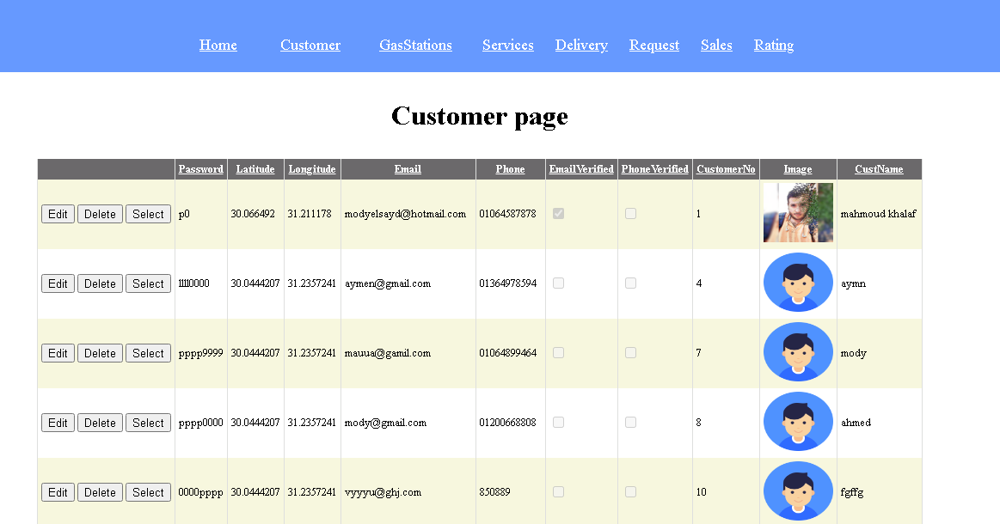 Home Customer GasStations Services Delivery Request Sales Rating
Customer page
Password Latitude Longitude Email Phone EmailVerified PhoneVerified CustomerNo Image CustName
Edit Delete Select p0 30.066492 31.211178 modyelsayd@hotmail.com 01064587878 1 mahmoud khalaf
Edit Delete Select llll0000 30.0444207 31.2357241 aymen@gmail.com 01364978594 4 aymn
Edit Delete Select pppp9999 30.0444207 31.2357241 mauua@gamil.com 01064899464 7 mody
Edit Delete Select pppp0000 30.0444207 31.2357241 mody@gmail.com 01200668808 8 ahmed
Edit Delete Select 0000pppp 30.0444207 31.2357241 vyyyu@ghj.com 850889 10 fgffg